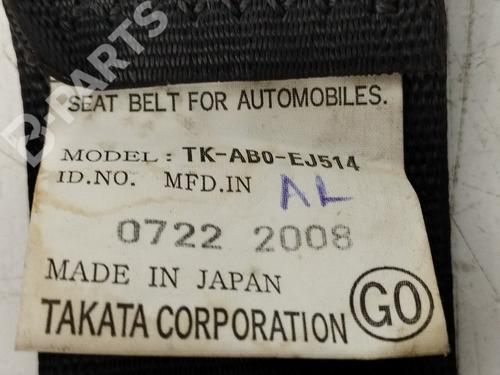 B-PARTS
SEAT BELT FOR AUTOMOBILES.
MODEL: TK-AB0-EJ514
ID.NO. MFD.IN AL
0722 2008
MADE IN JAPAN
TAKATA CORPORATION GO